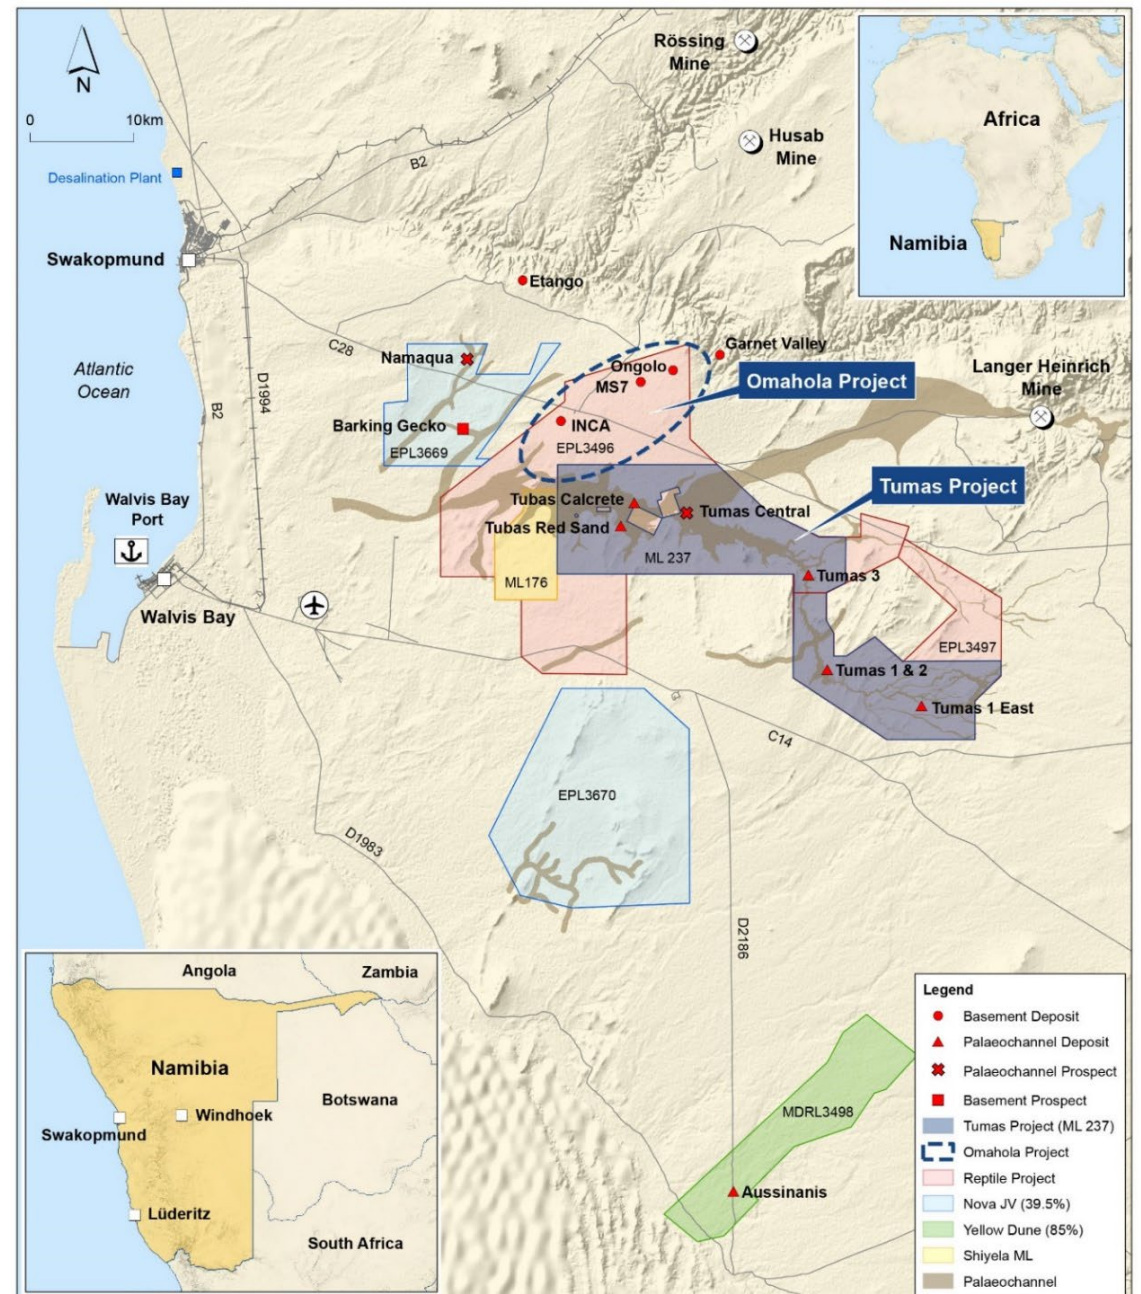 Rössing
Mine
N
0 10km
Husab
Mine
B2
Desalination Plant
Africa
Namibia
Swakopmund
Etango
C28
Garnet Valley
Namaqua
Ongolo
MS7
Omahola Project
Langer Heinrich
Mine
Atlantic
Ocean
D1994
B2
Barking Gecko
INCA
EPL3669
EPL3496
Tumas Project
Walvis Bay
Port
Tubas Calcrete
Tumas Central
Tubas Red Sand
ML 237
ML176
Tumas 3
Walvis Bay
EPL3497
Tumas 1 & 2
Tumas 1 East
C14
EPL3670
D1983
D2186
Angola
Zambia
Namibia
Botswana
Windhoek
Swakopmund
Lüderitz
South Africa
MDRL3498
Aussinanis
Legend
Basement Deposit
Palaeochannel Deposit
Palaeochannel Prospect
Basement Prospect
Tumas Project (ML 237)
Omahola Project
Reptile Project
Nova JV (39.5%)
Yellow Dune (85%)
Shiyela ML
Palaeochannel